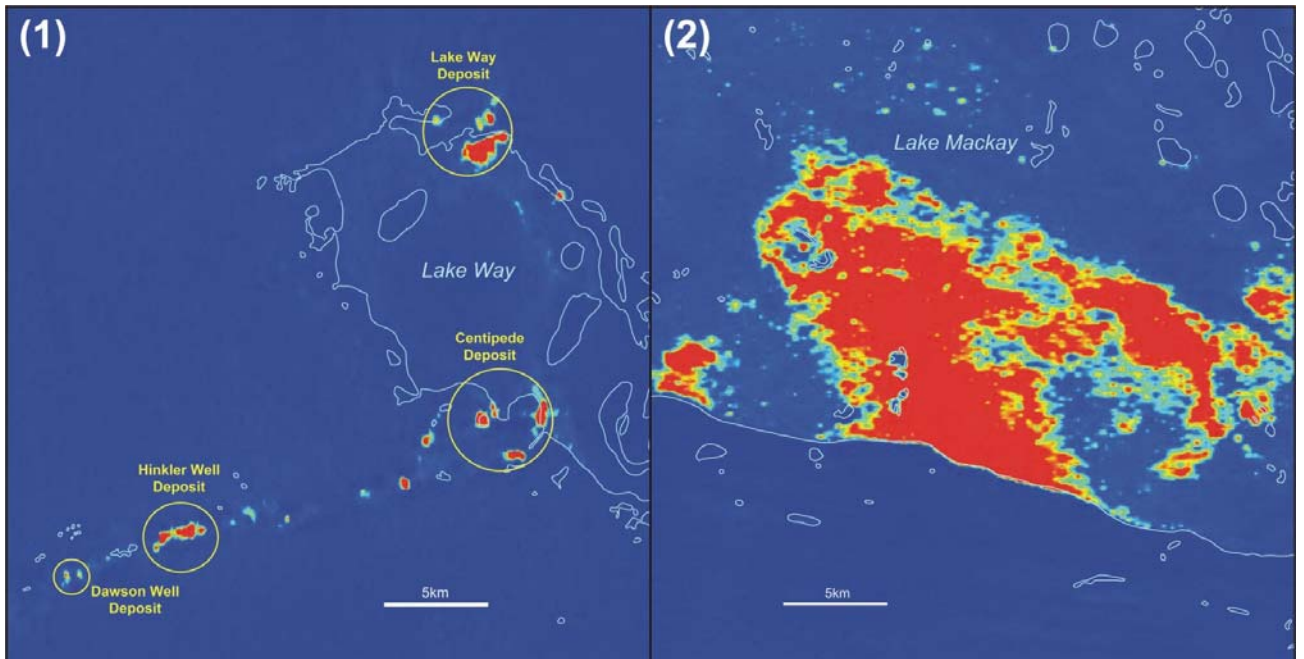 (1)
Lake Way
Deposit
Lake Way
Centipede
Deposit
Hinkler Well
Deposit
Dawson Well
Deposit
5km
(2)
Lake Mackay
5km